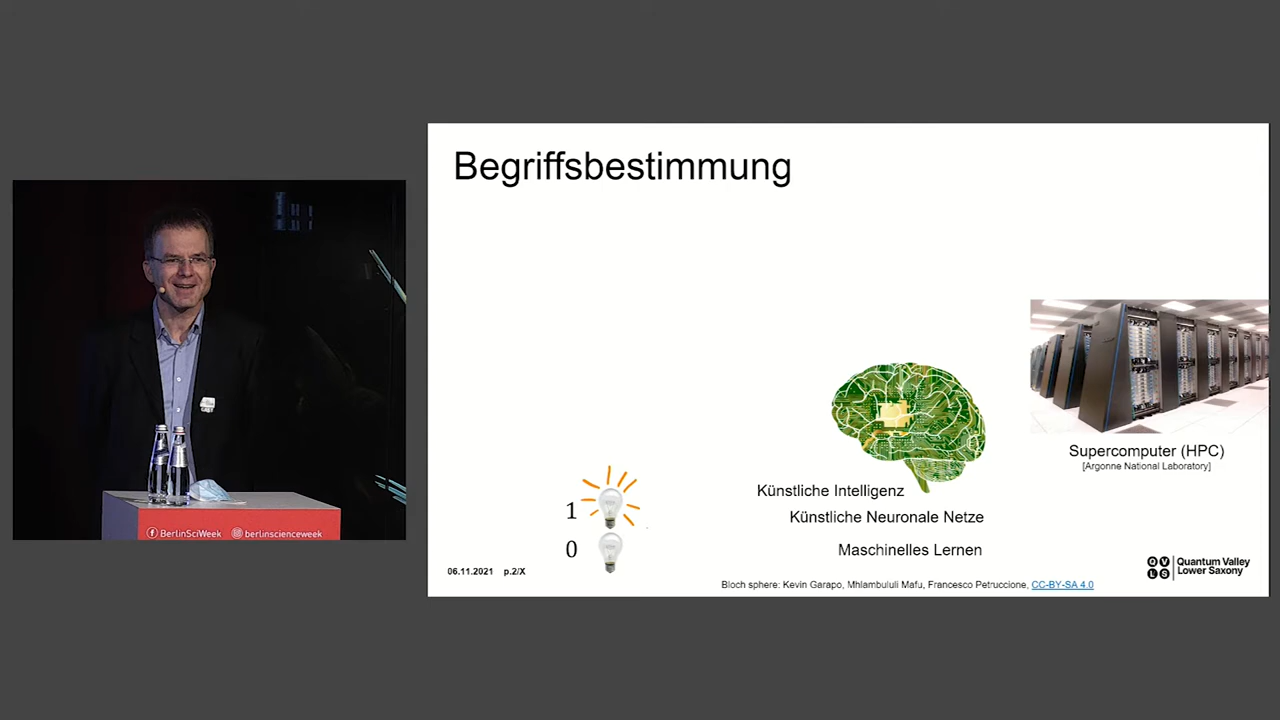 Begriffsbestimmung
Supercomputer (HPC)
[Argonne National Laboratory]
Künstliche Intelligenz
Künstliche Neuronale Netze
Maschinelles Lernen
1
0
06.11.2021 p.2/X
Bloch sphere: Kevin Garapo, Mhlambululi Mafu, Francesco Petruccione, CC-BY-SA 4.0
QVLS
Quantum Valley
Lower Saxony
BerlinSciWeek berlinscienceweek